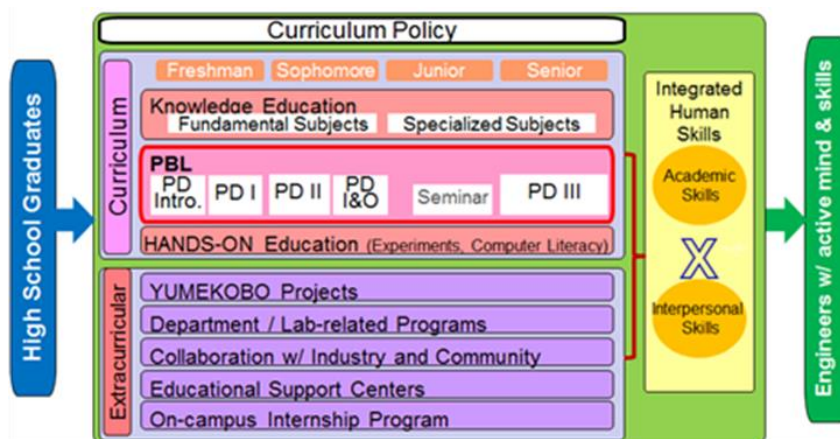 Curriculum Policy
High School Graduates
Curriculum
Freshman Sophomore Junior Senior
Knowledge Education
Fundamental Subjects Specialized Subjects
PBL
PD
Intro.
PD I
PD II
PD
I&O
Seminar
PD III
HANDS-ON Education (Experiments, Computer Literacy)
Extracurricular
YUMEKOBO Projects
Department / Lab-related Programs
Collaboration w/ Industry and Community
Educational Support Centers
On-campus Internship Program
Integrated
Human
Skills
Academic
Skills
X
Interpersonal
Skills
Engineers w/ active mind & skills